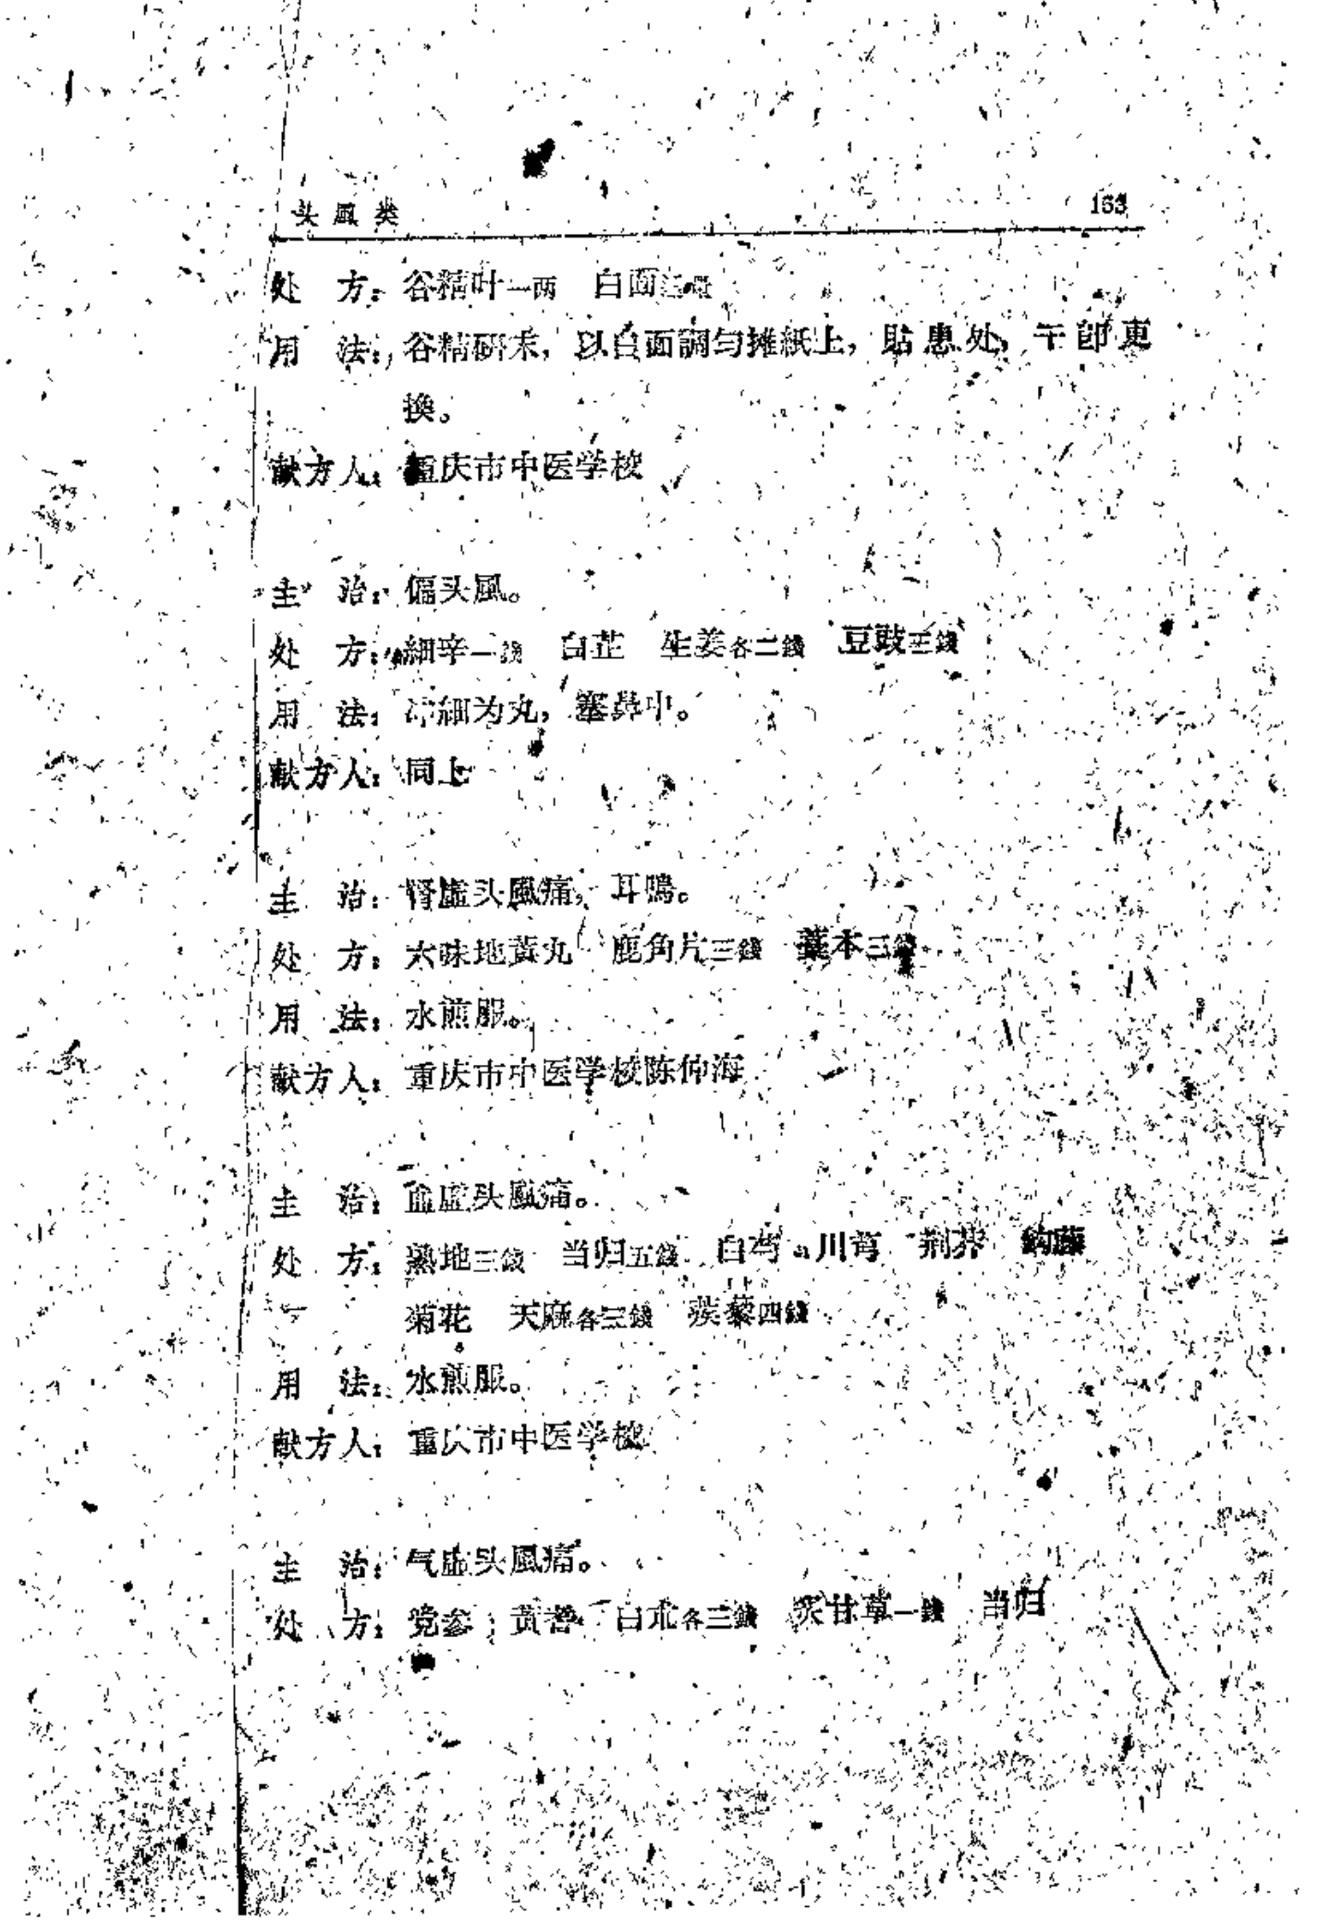 头風类 153
处 方：谷精叶一两 白面
用 法：谷精研末，以白面調匀摊紙上，貼患处，干卽更
換。
献方人：重庆市中医学校
主 治：偏头風。
处 方：細辛一錢 白芷 生姜各二錢 豆豉三錢
用 法：細为丸，塞鼻中。
献方人：同上
主 治：腎虛头風痛，耳鳴。
处 方：六味地黃丸 鹿角片三錢 藁本三錢
用 法：水煎服。
献方人：重庆市中医学校陈仲海
主 治：血虛头風痛。
处 方：熟地三錢 当归五錢 白芍 川芎 荆芥 鈎藤
菊花 天麻各三錢 蒺藜四錢
用 法：水煎服。
献方人：重庆市中医学校
主 治：气虛头風痛。
处 方：党参 黃蓍 白朮各三錢 炙甘草一錢 当归